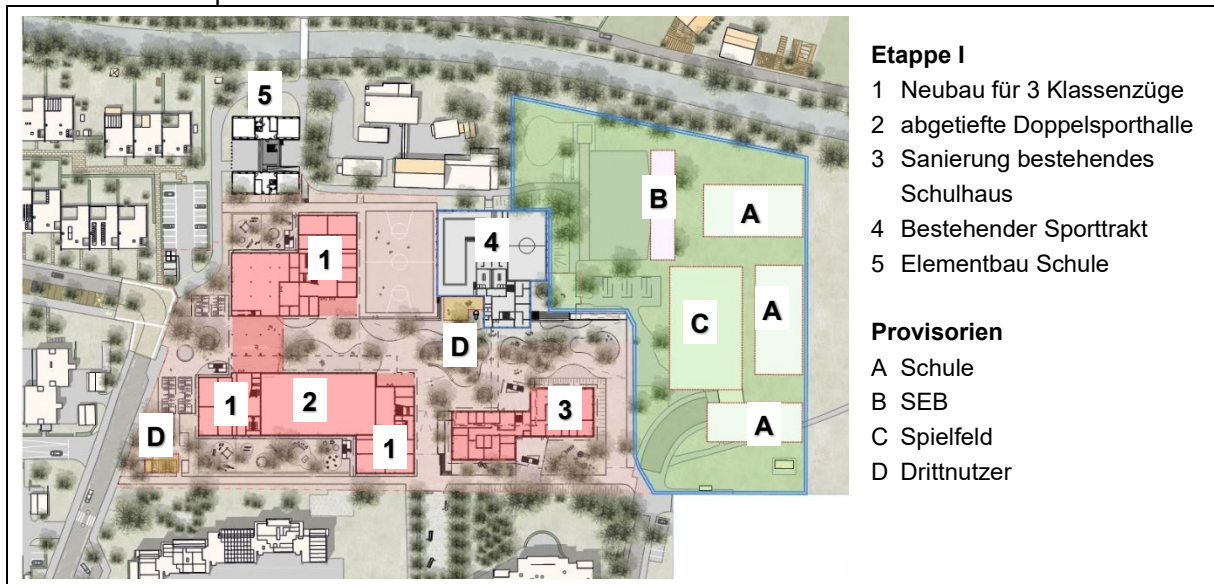 Etappe I
1 Neubau für 3 Klassenzüge
2 abgetiefte Doppelsporthalle
3 Sanierung bestehendes
Schulhaus
4 Bestehender Sporttrakt
5 Elementbau Schule
Provisorien
A Schule
B SEB
C Spielfeld
D Drittnutzer
5
B
A
1
4
C
A
D
1
2
3
D
1
A